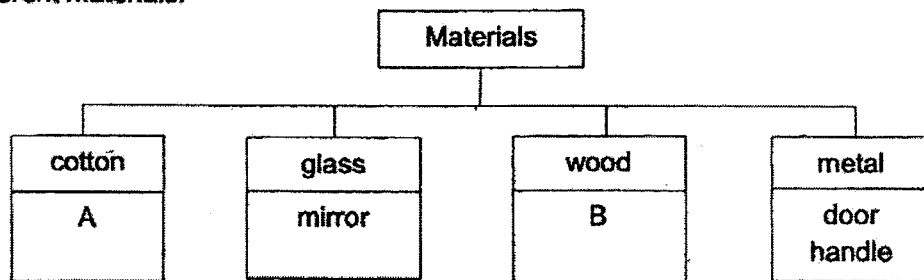 Materials
cotton
glass
wood
metal
A
mirror
B
door
handle